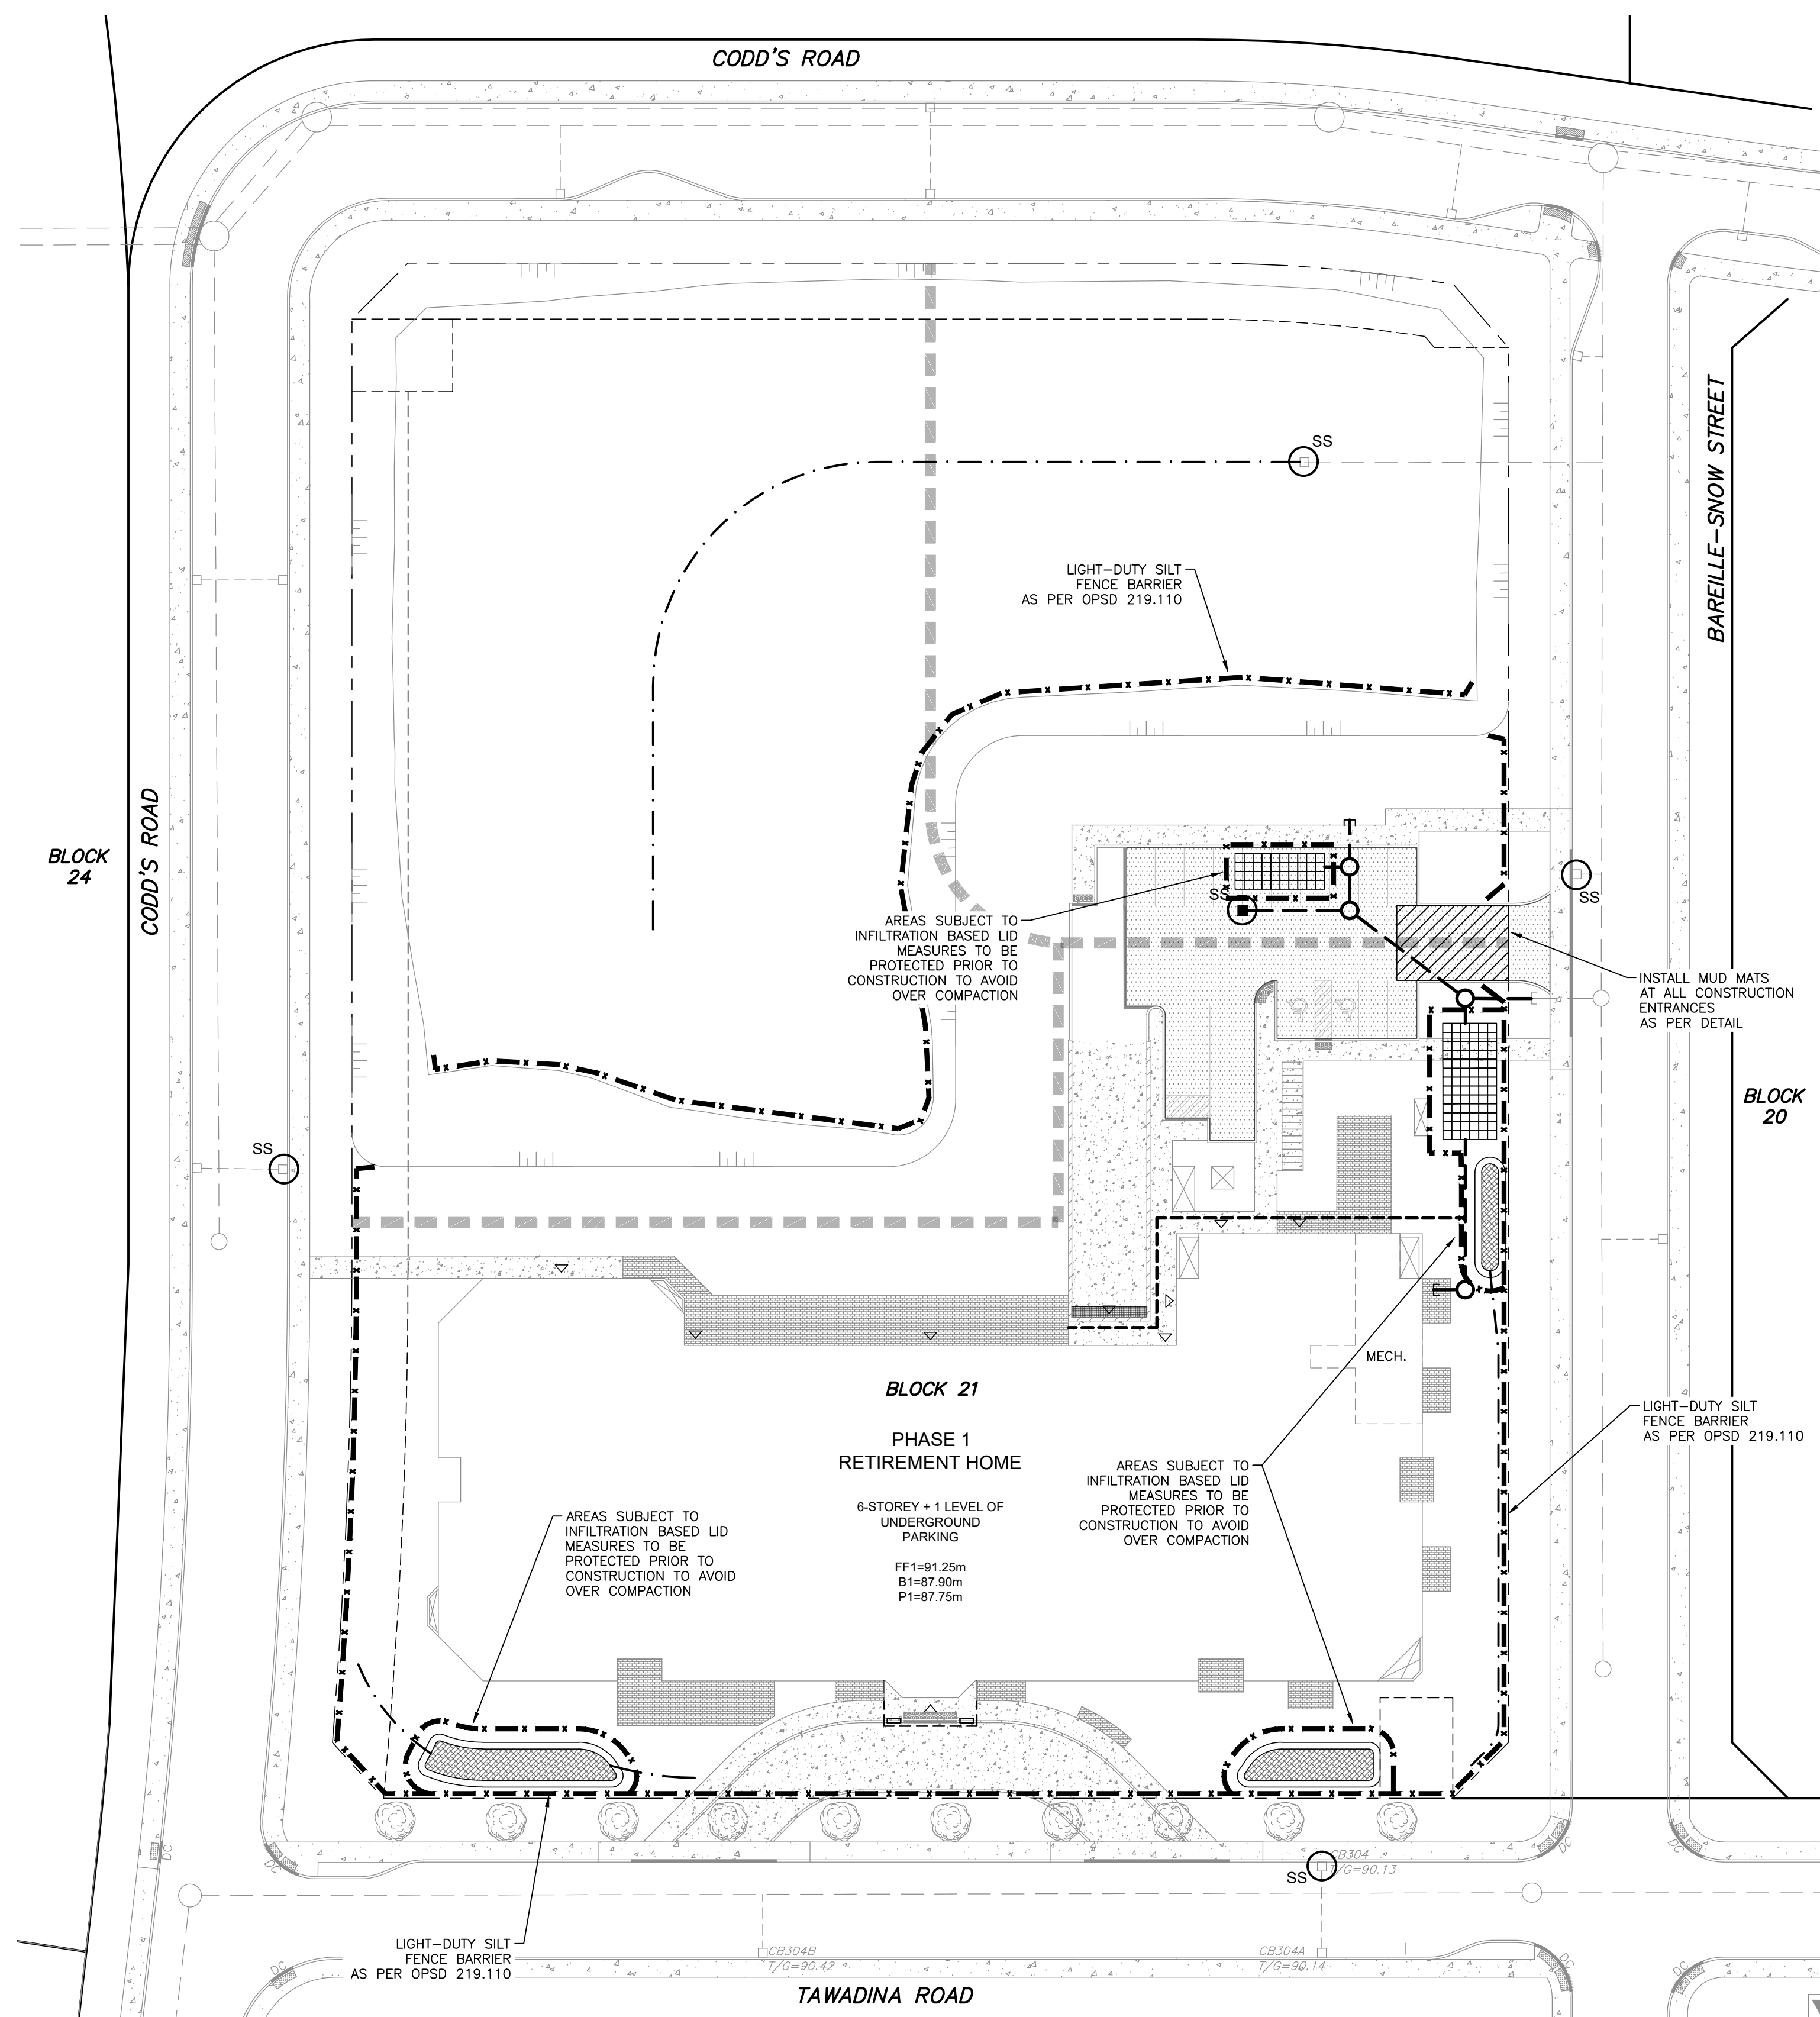 CODD'S ROAD
SS
BAREILLE-SNOW STREET
LIGHT-DUTY SILT
FENCE BARRIER
AS PER OPSD 219.110
CODD'S ROAD
BLOCK
24
SS
SS
AREAS SUBJECT TO
INFILTRATION BASED LID
MEASURES TO BE
PROTECTED PRIOR TO
CONSTRUCTION TO AVOID
OVER COMPACTION
INSTALL MUD MATS
AT ALL CONSTRUCTION
ENTRANCES
AS PER DETAIL
BLOCK
20
SS
MECH.
BLOCK 21
PHASE 1
RETIREMENT HOME
6-STOREY + 1 LEVEL OF
UNDERGROUND
PARKING
FF1=91.25m
B1=87.90m
P1=87.75m
LIGHT-DUTY SILT
FENCE BARRIER
AS PER OPSD 219.110
AREAS SUBJECT TO
INFILTRATION BASED LID
MEASURES TO BE
PROTECTED PRIOR TO
CONSTRUCTION TO AVOID
OVER COMPACTION
AREAS SUBJECT TO
INFILTRATION BASED LID
MEASURES TO BE
PROTECTED PRIOR TO
CONSTRUCTION TO AVOID
OVER COMPACTION
DC
DC
DC
DC
CB304
T/G=90.13
SS
LIGHT-DUTY SILT
FENCE BARRIER
AS PER OPSD 219.110
CB304B
T/G=90.42
CB304A
T/G=90.14
DC
DC
DC
TAWADINA ROAD